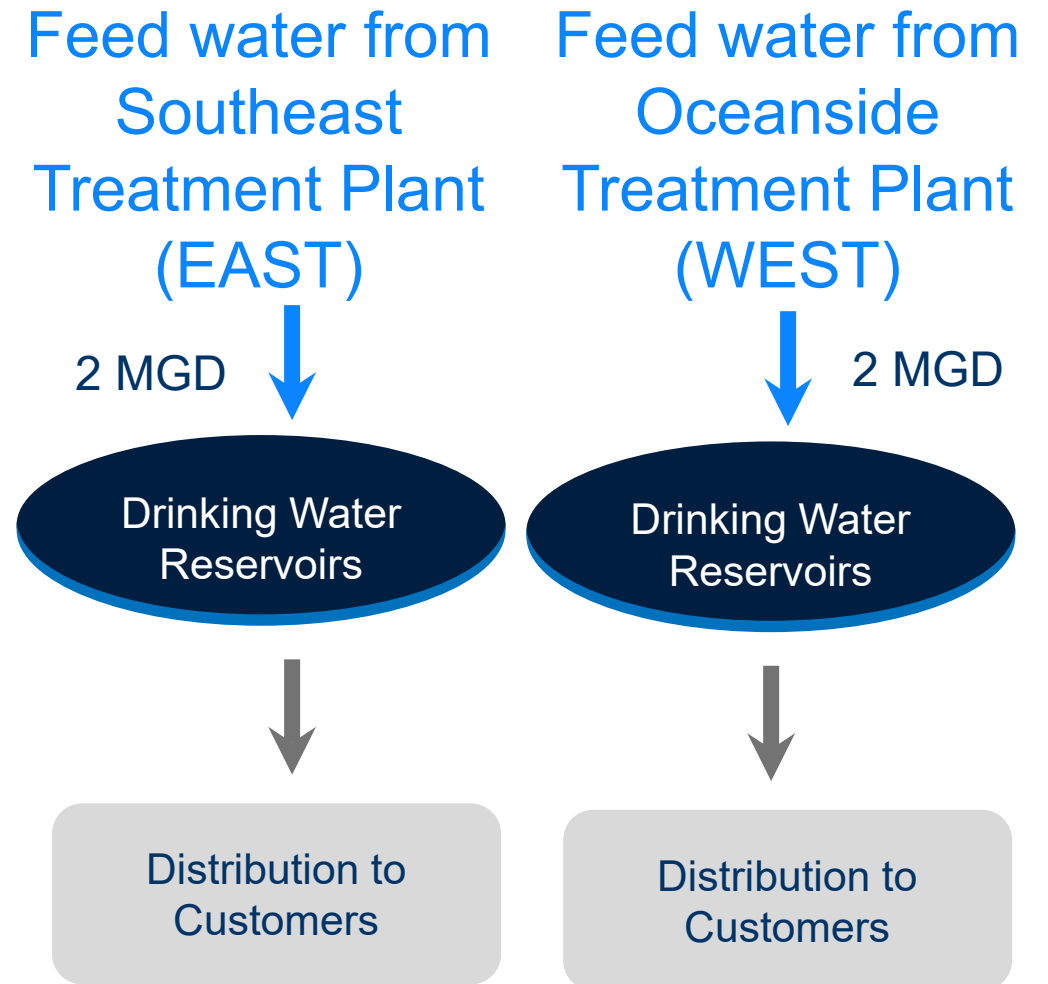 Feed water from
Southeast
Treatment Plant
(EAST)
2 MGD
Drinking Water
Reservoirs
Distribution to
Customers
Feed water from
Oceanside
Treatment Plant
(WEST)
2 MGD
Drinking Water
Reservoirs
Distribution to
Customers